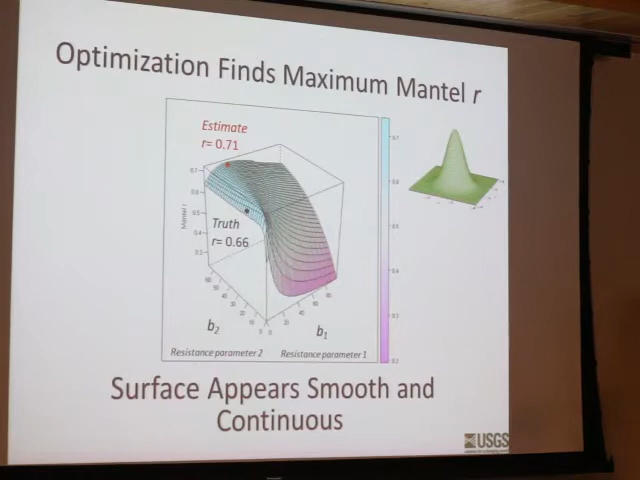 Optimization Finds Maximum Mantel r
Estimate
r= 0.71
Truth
r= 0.66
Mantel r
b₂
b₁
Resistance parameter 2
Resistance parameter 1
Surface Appears Smooth and
Continuous
USGS